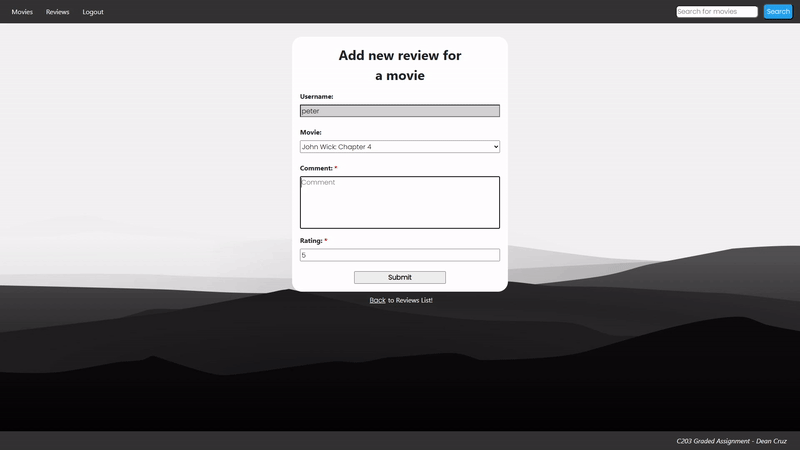 Movies Reviews Logout Search for movies Search
Add new review for
a movie
Username:
peter
Movie:
John Wick: Chapter 4
Comment: *
Comment
Rating: *
5
Submit
Back to Reviews List!
C203 Graded Assignment - Dean Cruz